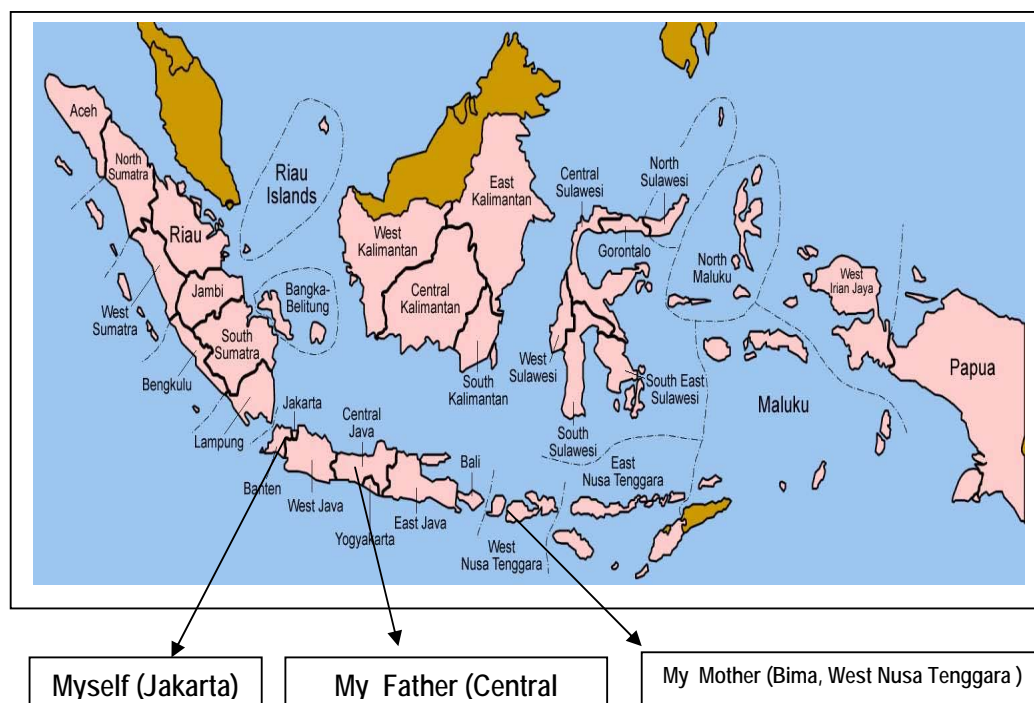 Aceh
North
Sumatra
Riau
Islands
Riau
West
Sumatra
Jambi
Bangka-
Belitung
South
Sumatra
Bengkulu
Lampung
West
Kalimantan
East
Kalimantan
Central
Kalimantan
South
Kalimantan
Central
Sulawesi
North
Sulawesi
Gorontalo
West
Sulawesi
South East
Sulawesi
South
Sulawesi
North
Maluku
Maluku
West
Irian Jaya
Papua
Jakarta
Banten
West Java
Central
Java
Yogyakarta
East Java
Bali
West
Nusa Tenggara
East
Nusa Tenggara
Myself (Jakarta)
My Father (Central
My Mother (Bima, West Nusa Tenggara )